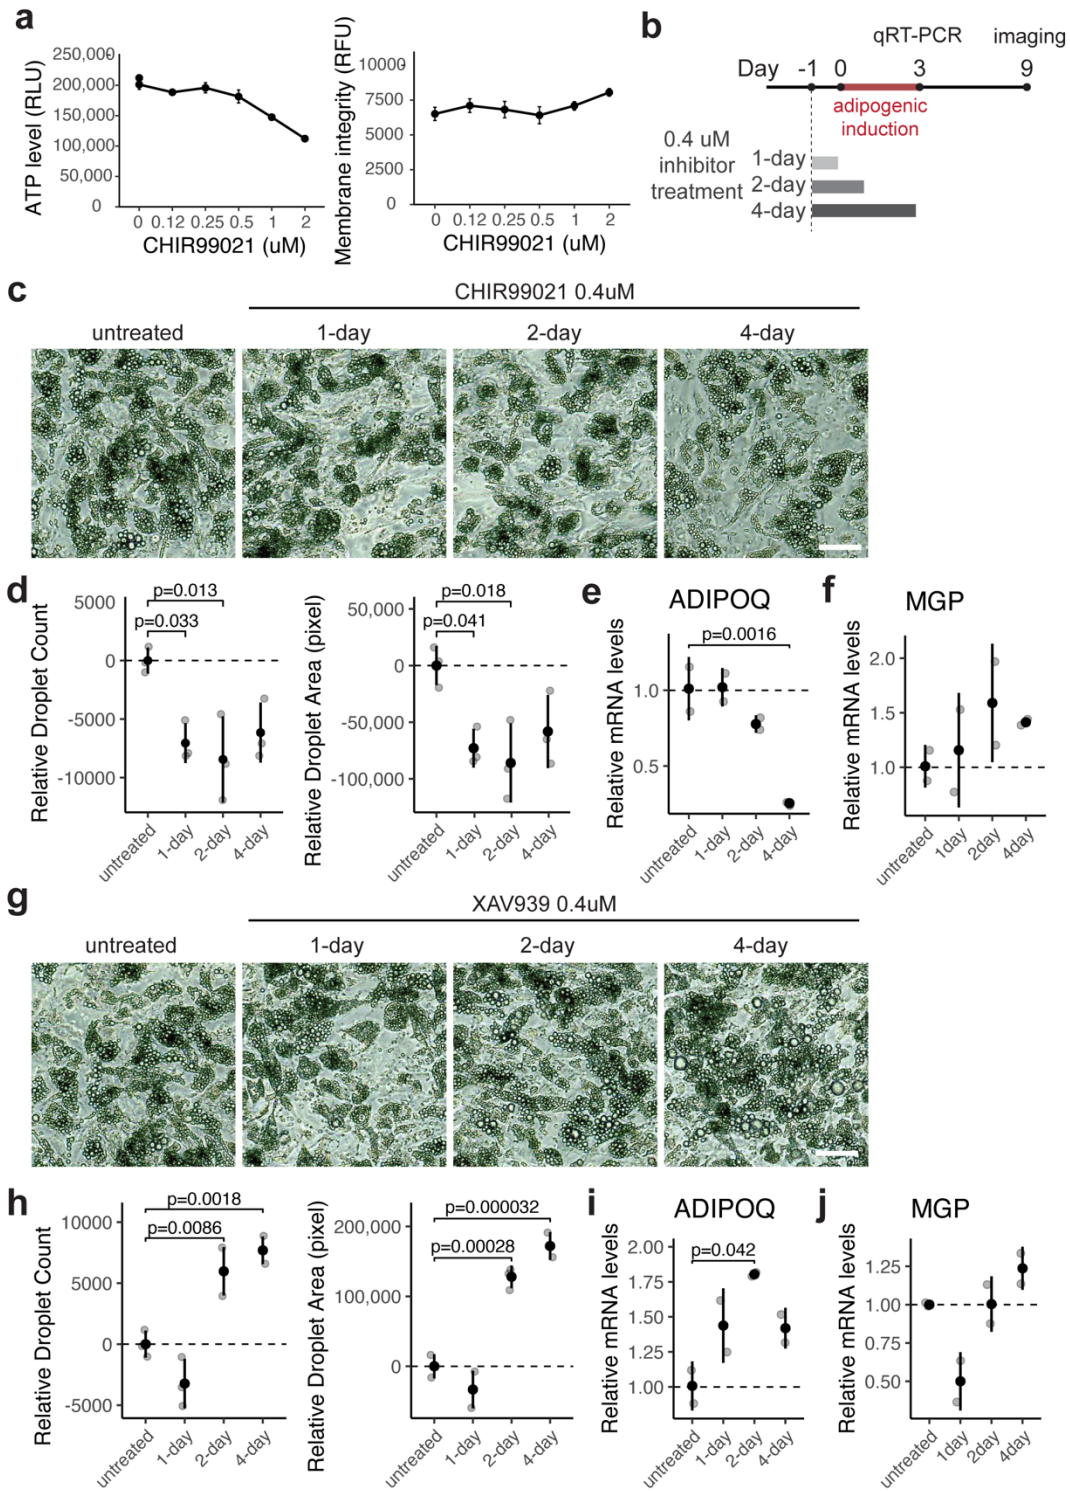 a
ATP level (RLU)
250,000
200,000
150,000
100,000
50,000
0
0 0.12 0.25 0.5 1 2
CHIR99021 (uM)
Membrane integrity (RFU)
10000
7500
5000
2500
0
0 0.12 0.25 0.5 1 2
CHIR99021 (uM)
b
qRT-PCR imaging
Day -1 0 3 9
adipogenic
induction
0.4 uM
inhibitor
treatment
1-day
2-day
4-day
c
CHIR99021 0.4uM
untreated 1-day 2-day 4-day
d
Relative Droplet Count
5000
0
-5000
-10000
p=0.013
p=0.033
untreated 1-day 2-day 4-day
Relative Droplet Area (pixel)
50,000
0
-50,000
-100,000
p=0.018
p=0.041
untreated 1-day 2-day 4-day
e
ADIPOQ
Relative mRNA levels
1.0
0.5
p=0.0016
untreated 1-day 2-day 4-day
f
MGP
Relative mRNA levels
2.0
1.5
1.0
untreated 1day 2day 4day
g
XAV939 0.4uM
untreated 1-day 2-day 4-day
h
Relative Droplet Count
10000
5000
0
-5000
p=0.0018
p=0.0086
untreated 1-day 2-day 4-day
Relative Droplet Area (pixel)
200,000
100,000
0
p=0.000032
p=0.00028
untreated 1-day 2-day 4-day
i
ADIPOQ
Relative mRNA levels
2.00
1.75
1.50
1.25
1.00
p=0.042
untreated 1-day 2-day 4-day
j
MGP
Relative mRNA levels
1.25
1.00
0.75
0.50
untreated 1day 2day 4day